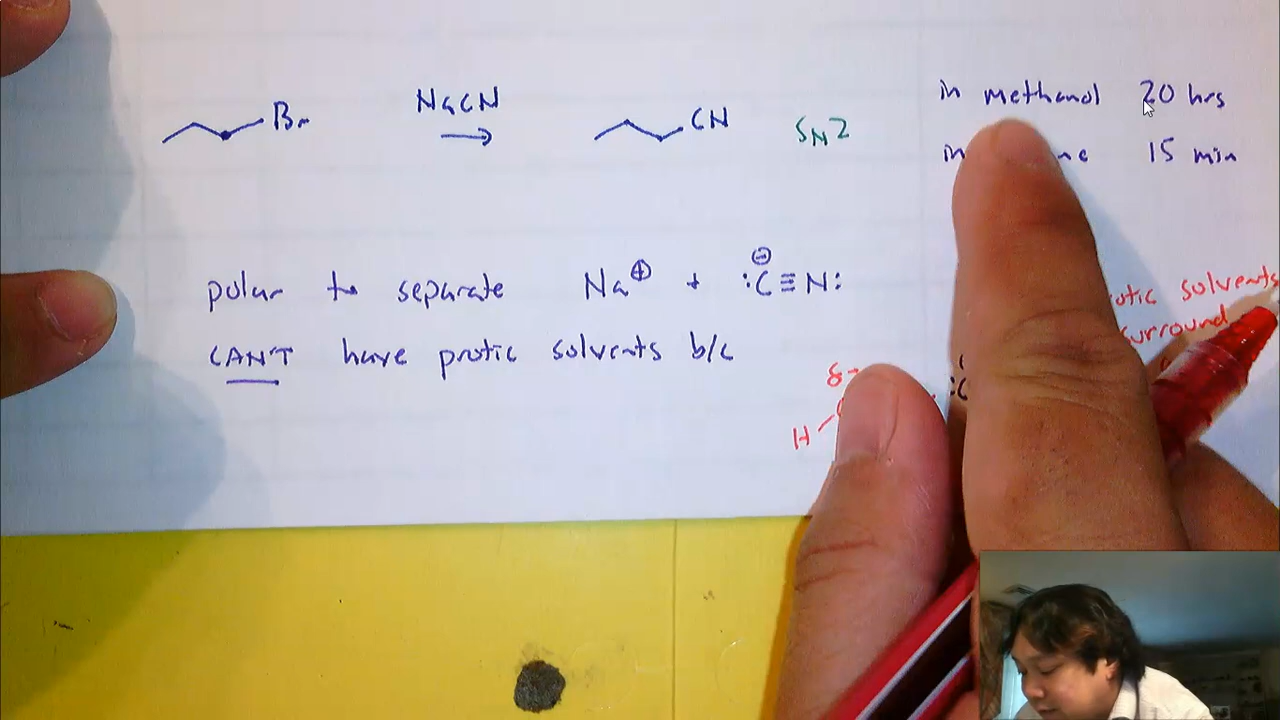 Br NaCN → CN SN2 in methanol 20 hrs
in 15 min
polar to separate Na⊕ + :C≡N: ⊖
solvents
CAN'T have protic solvents b/c surround
δ-
H